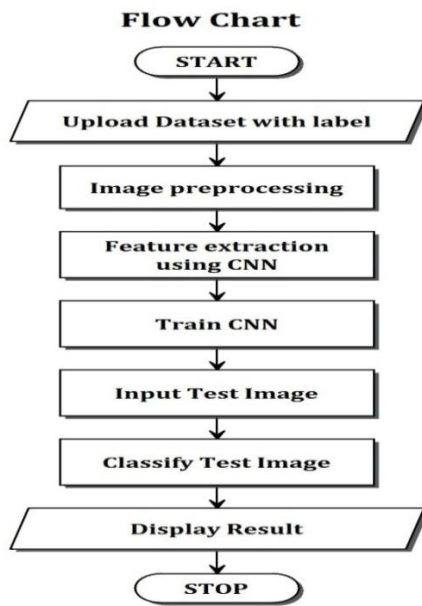 Flow Chart
START
Upload Dataset with label
Image preprocessing
Feature extraction
using CNN
Train CNN
Input Test Image
Classify Test Image
Display Result
STOP